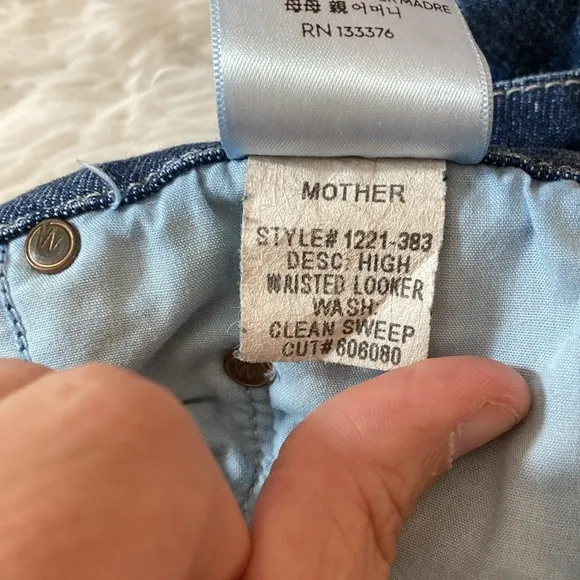 MADRE
母母 親 어머니
RN 133376
MOTHER
STYLE# 1221-383
DESC: HIGH
WAISTED LOOKER
WASH:
CLEAN SWEEP
CUT# 606080